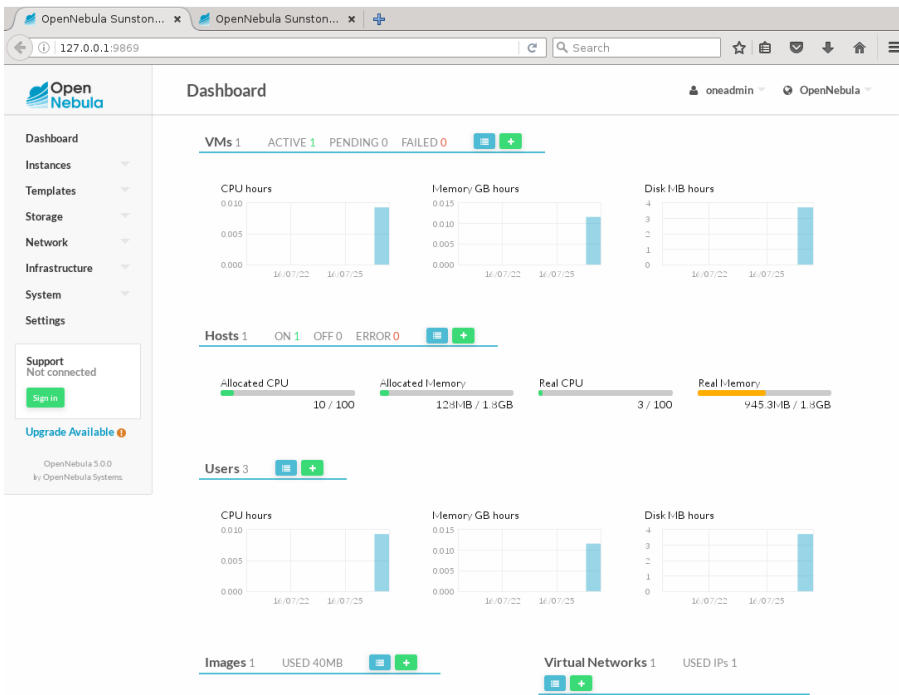 OpenNebula Sunston... × OpenNebula Sunston... ×
127.0.0.1:9869 Search
Open
Nebula
Dashboard
oneadmin OpenNebula
Dashboard
Instances
Templates
Storage
Network
Infrastructure
System
Settings
Support
Not connected
Sign in
Upgrade Available
OpenNebula 5.0.0
by OpenNebula Systems.
VMs 1 ACTIVE 1 PENDING 0 FAILED 0
CPU hours
0.010
0.005
0.000
16/07/22 16/07/25
Memory GB hours
0.015
0.010
0.005
0.000
16/07/22 16/07/25
Disk MB hours
4
3
2
1
0
16/07/22 16/07/25
Hosts 1 ON 1 OFF 0 ERROR 0
Allocated CPU
10 / 100
Allocated Memory
128MB / 1.8GB
Real CPU
3 / 100
Real Memory
945.3MB / 1.8GB
Users 3
CPU hours
0.010
0.005
0.000
16/07/22 16/07/25
Memory GB hours
0.015
0.010
0.005
0.000
16/07/22 16/07/25
Disk MB hours
4
3
2
1
0
16/07/22 16/07/25
Images 1 USED 40MB
Virtual Networks 1 USED IPs 1